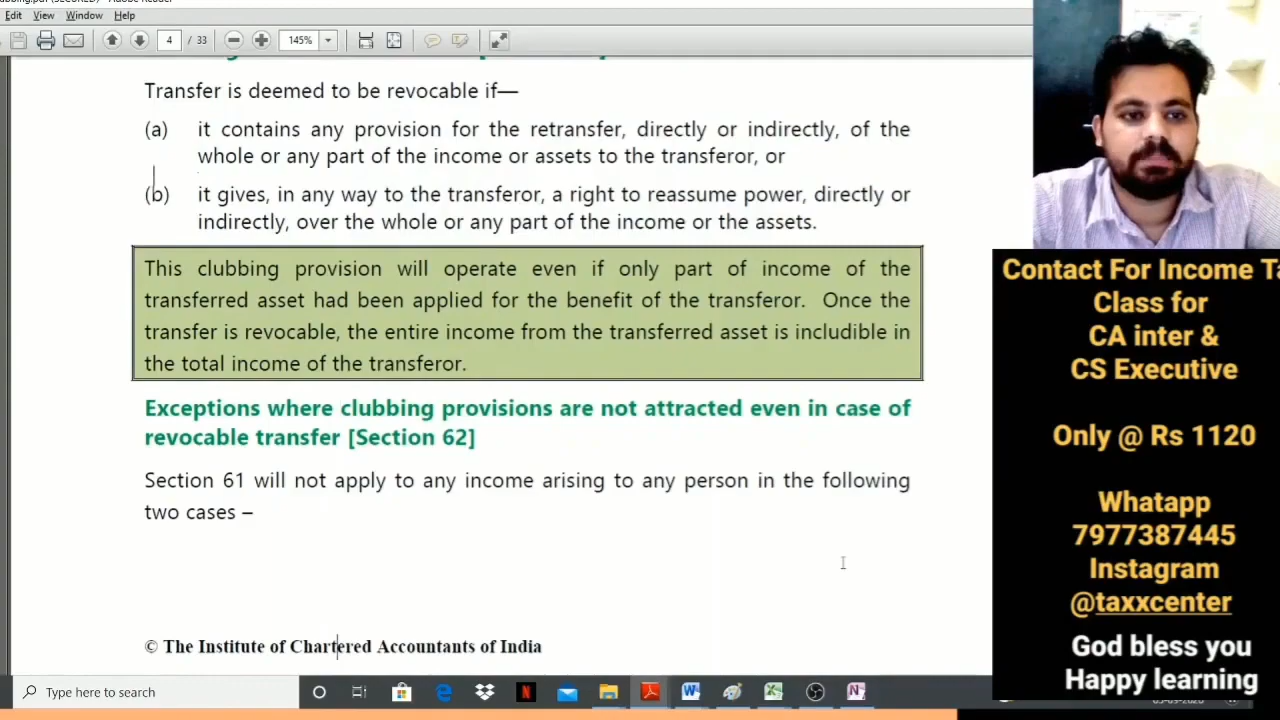 Edit View Window Help
4 / 33 145%
Transfer is deemed to be revocable if—
(a) it contains any provision for the retransfer, directly or indirectly, of the
whole or any part of the income or assets to the transferor, or
(b) it gives, in any way to the transferor, a right to reassume power, directly or
indirectly, over the whole or any part of the income or the assets.
This clubbing provision will operate even if only part of income of the
transferred asset had been applied for the benefit of the transferor. Once the
transfer is revocable, the entire income from the transferred asset is includible in
the total income of the transferor.
Exceptions where clubbing provisions are not attracted even in case of
revocable transfer [Section 62]
Section 61 will not apply to any income arising to any person in the following
two cases –
© The Institute of Chartered Accountants of India
Type here to search
Contact For Income Ta
Class for
CA inter &
CS Executive
Only @ Rs 1120
Whatapp
7977387445
Instagram
@taxxcenter
God bless you
Happy learning